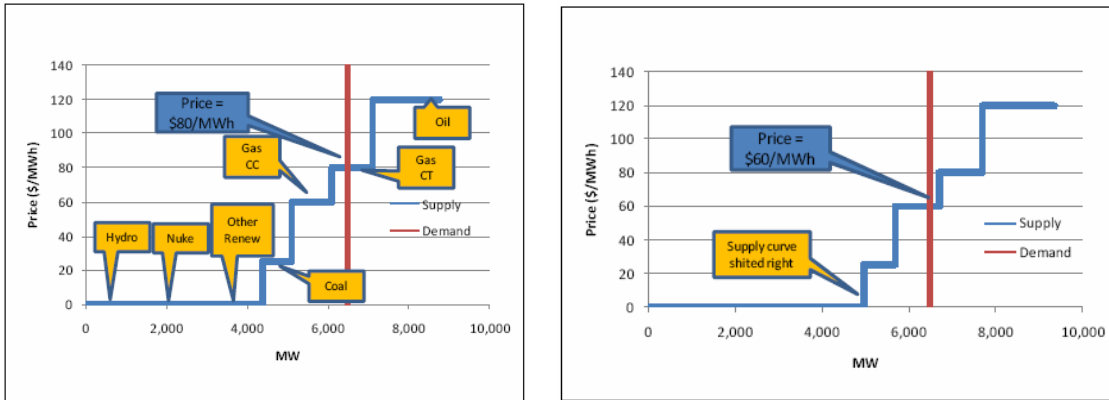 140
120
100
80
60
40
20
0
Price ($/MWh)
Price =
$80/MWh
Oil
Gas
CC
Gas
CT
Supply
Demand
Hydro
Nuke
Other
Renew
Coal
0 2,000 4,000 6,000 8,000 10,000
MW
140
120
100
80
60
40
20
0
Price ($/MWh)
Price =
$60/MWh
Supply
Demand
Supply curve
shited right
0 2,000 4,000 6,000 8,000 10,000
MW